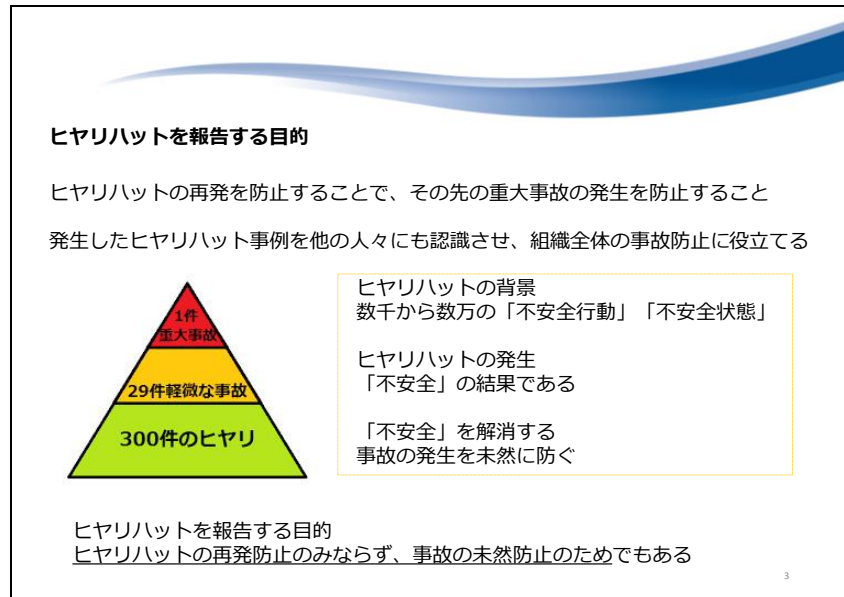 ヒヤリハットを報告する目的
ヒヤリハットの再発を防止することで、その先の重大事故の発生を防止すること
発生したヒヤリハット事例を他の人々にも認識させ、組織全体の事故防止に役立てる
1件
重大事故
29件軽微な事故
300件のヒヤリ
ヒヤリハットの背景
数千から数万の「不安全行動」「不安全状態」
ヒヤリハットの発生
「不安全」の結果である
「不安全」を解消する
事故の発生を未然に防ぐ
ヒヤリハットを報告する目的
ヒヤリハットの再発防止のみならず、事故の未然防止のためでもある
3